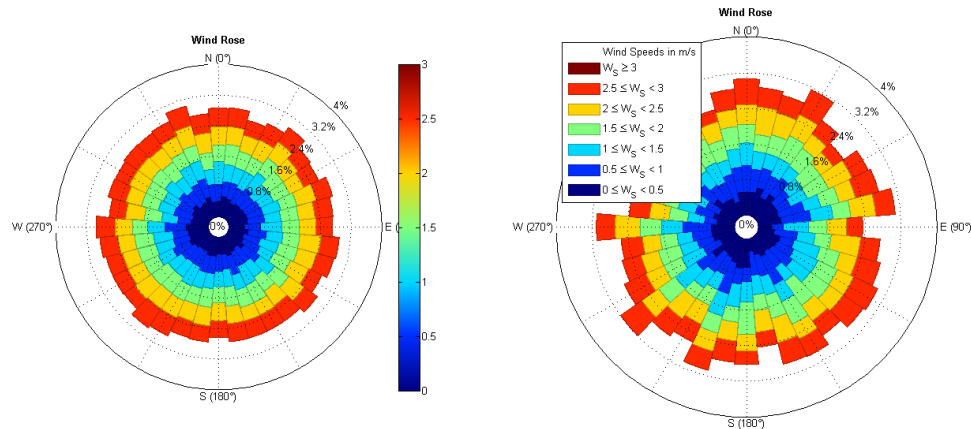 Wind Rose
N (0°)
4%
3.2%
2.4%
1.6%
0.8%
0%
W (270°)
E (
S (180°)
3
2.5
2
1.5
1
0.5
0
Wind Rose
N (0°)
Wind Speeds in m/s
W_S ≥ 3
2.5 ≤ W_S < 3
2 ≤ W_S < 2.5
1.5 ≤ W_S < 2
1 ≤ W_S < 1.5
0.5 ≤ W_S < 1
0 ≤ W_S < 0.5
4%
3.2%
2.4%
1.6%
0.8%
0%
W (270°)
E (90°)
S (180°)